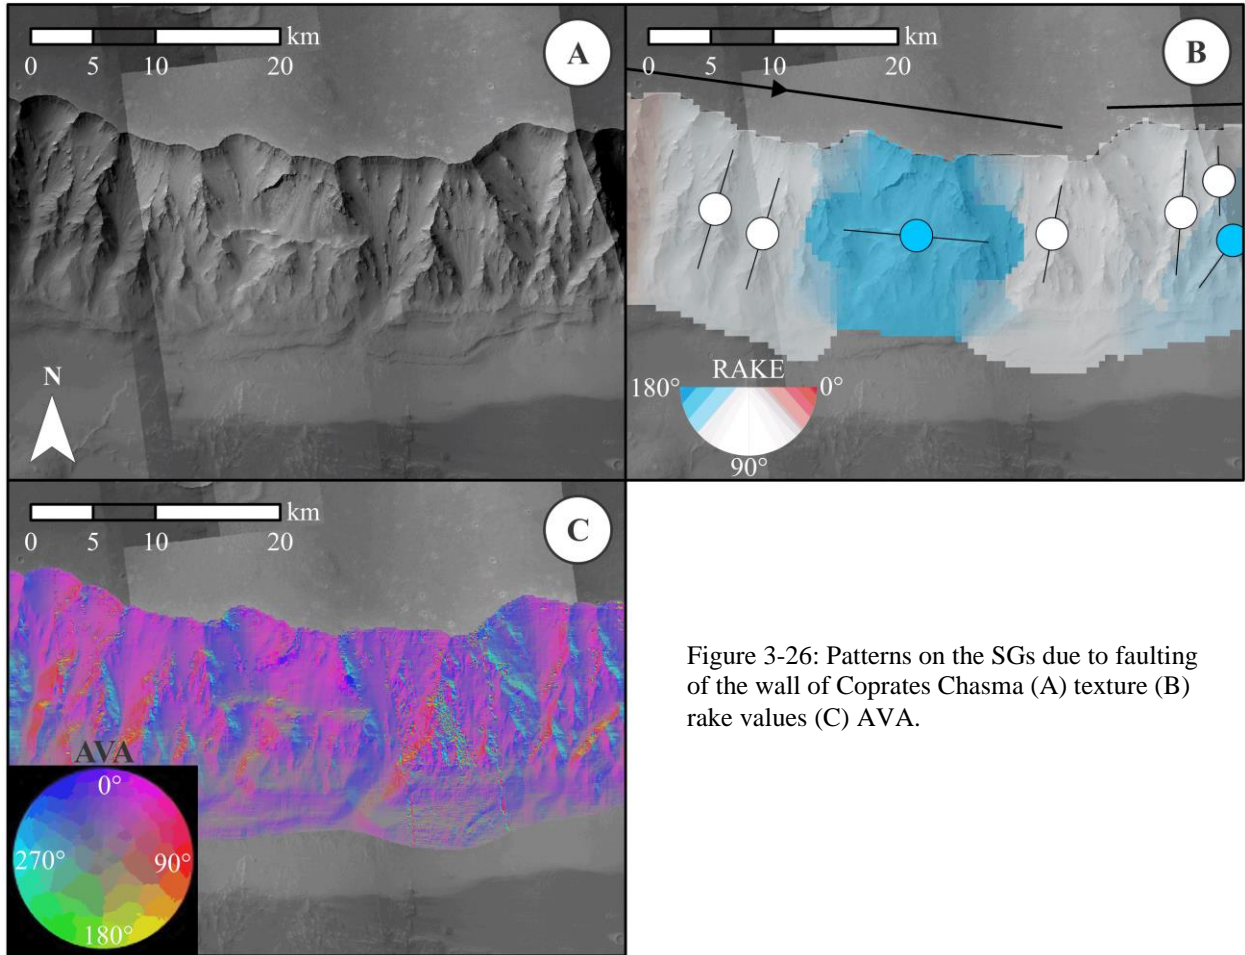 km
0 5 10 20
A
N
km
0 5 10 20
B
RAKE
180° 0°
90°
km
0 5 10 20
C
AVA
0°
270° 90°
180°
Figure 3-26: Patterns on the SGs due to faulting
of the wall of Coprates Chasma (A) texture (B)
rake values (C) AVA.